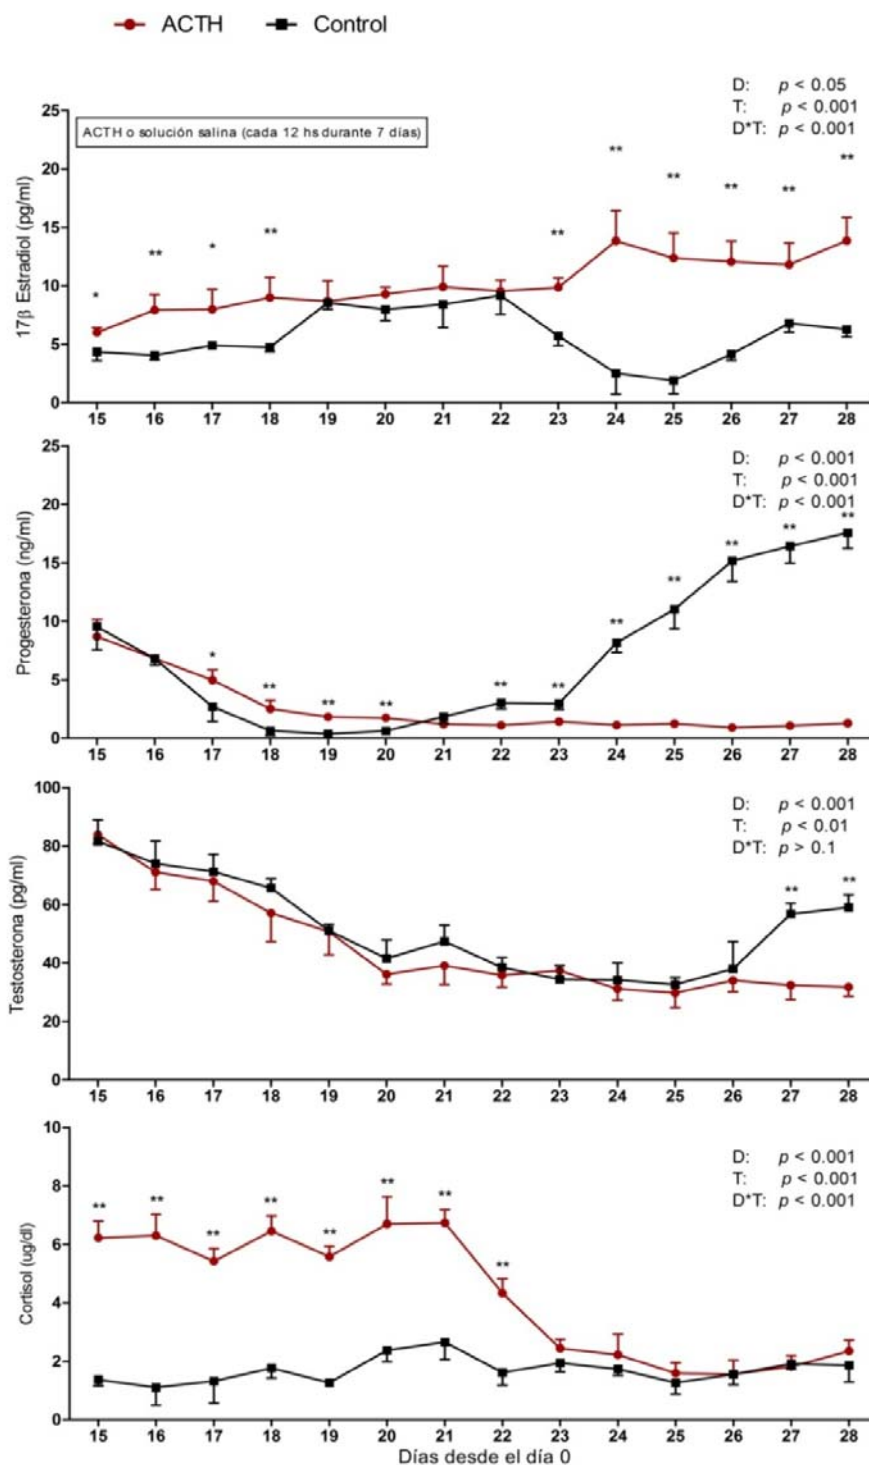 ACTH Control
D: p < 0.05
T: p < 0.001
D*T: p < 0.001
ACTH o solución salina (cada 12 hs durante 7 días)
17β Estradiol (pg/ml)
25
20
15
10
5
0
* ** * ** ** ** ** ** ** **
15 16 17 18 19 20 21 22 23 24 25 26 27 28
D: p < 0.001
T: p < 0.001
D*T: p < 0.001
Progesterona (ng/ml)
25
20
15
10
5
0
* ** ** ** ** ** ** ** ** ** **
15 16 17 18 19 20 21 22 23 24 25 26 27 28
D: p < 0.001
T: p < 0.01
D*T: p > 0.1
Testosterona (pg/ml)
100
80
60
40
20
0
** **
15 16 17 18 19 20 21 22 23 24 25 26 27 28
D: p < 0.001
T: p < 0.001
D*T: p < 0.001
Cortisol (ug/dl)
10
8
6
4
2
0
** ** ** ** ** ** ** **
15 16 17 18 19 20 21 22 23 24 25 26 27 28
Días desde el día 0